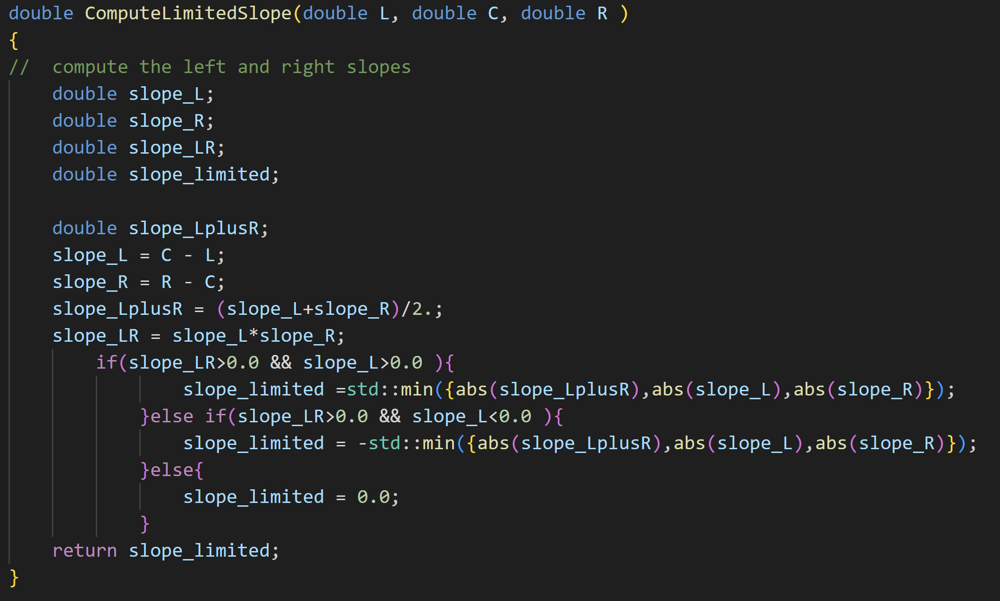 double ComputeLimitedSlope(double L, double C, double R )
{
//  compute the left and right slopes
    double slope_L;
    double slope_R;
    double slope_LR;
    double slope_limited;

    double slope_LplusR;
    slope_L = C - L;
    slope_R = R - C;
    slope_LplusR = (slope_L+slope_R)/2.;
    slope_LR = slope_L*slope_R;
        if(slope_LR>0.0 && slope_L>0.0 ){
                slope_limited =std::min({abs(slope_LplusR),abs(slope_L),abs(slope_R)});
            }else if(slope_LR>0.0 && slope_L<0.0 ){
                slope_limited = -std::min({abs(slope_LplusR),abs(slope_L),abs(slope_R)});
            }else{
                slope_limited = 0.0;
            }
    return slope_limited;
}